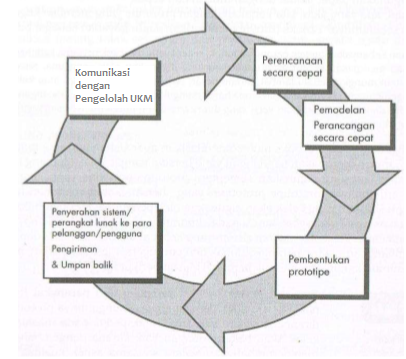 Komunikasi
dengan
Pengelolah UKM
Perencanaan
secara cepat
Pemodelan
Perancangan
secara cepat
Pembentukan
prototipe
Penyerahan sistem/
perangkat lunak ke para
pelanggan/pengguna
Pengiriman
& Umpan balik